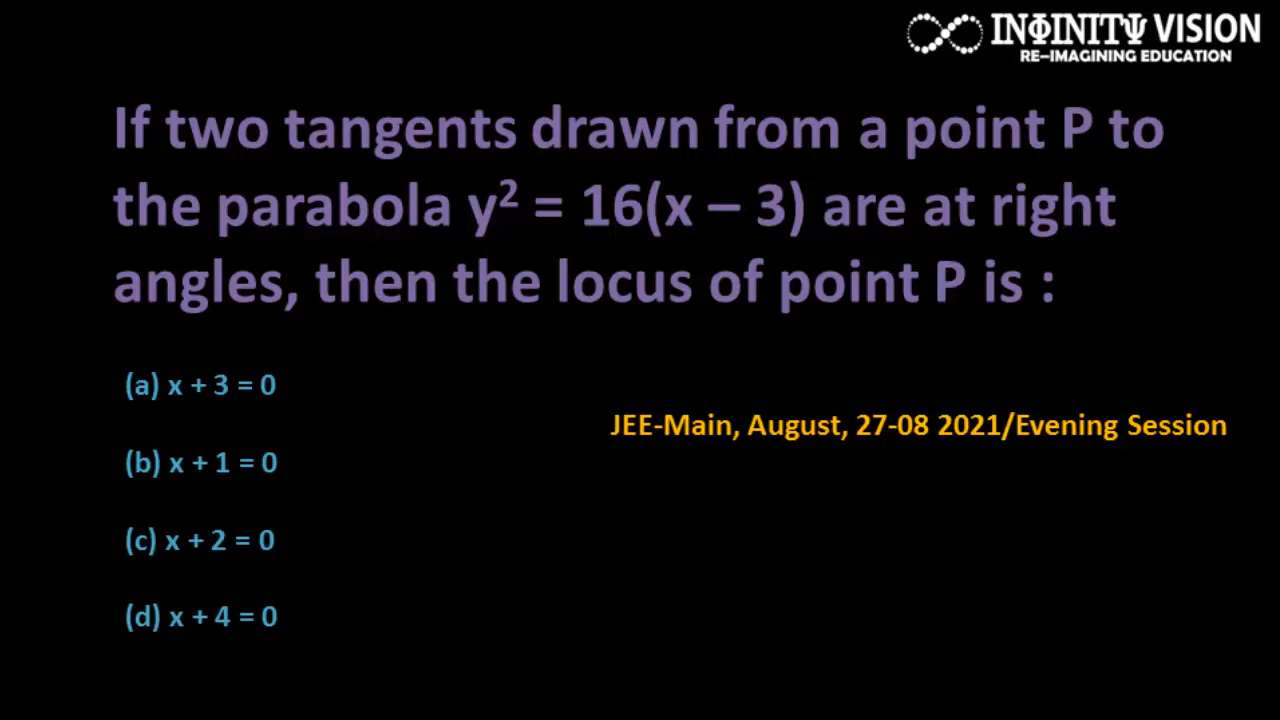 INΦINITΨ VISION
RE-IMAGINING EDUCATION
If two tangents drawn from a point P to
the parabola y² = 16(x – 3) are at right
angles, then the locus of point P is :
(a) x + 3 = 0
JEE-Main, August, 27-08 2021/Evening Session
(b) x + 1 = 0
(c) x + 2 = 0
(d) x + 4 = 0